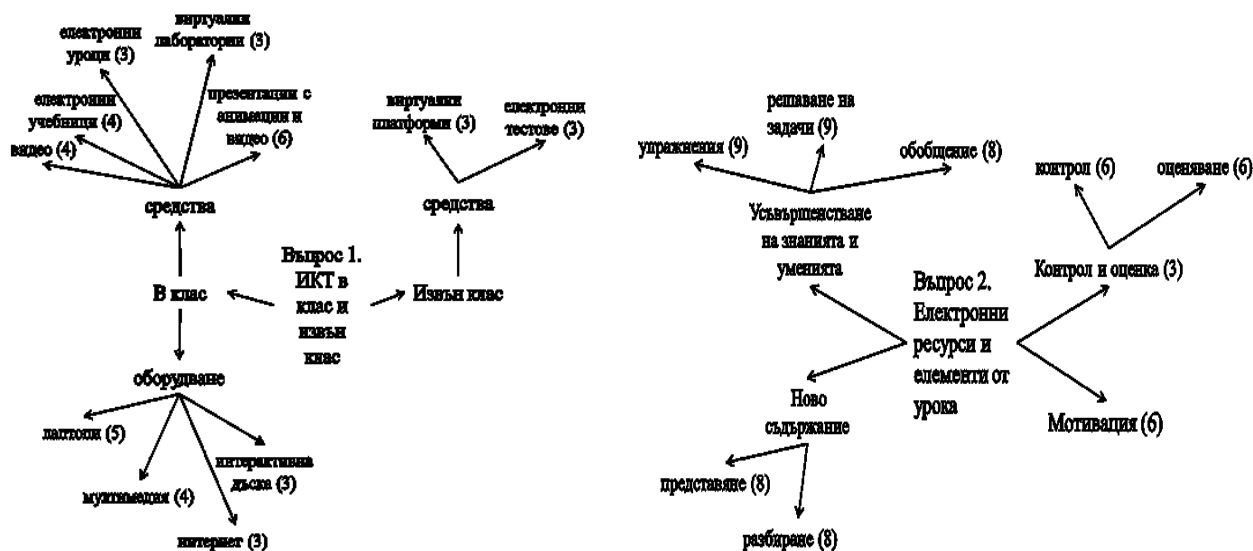 виртуални
лаборатории (3)
електронни
уроци (3)
електронни
учебници (4)
презентации с
анимации и
видео (6)
видео (4)
средства
виртуални
платформи (3)
електронни
тестове (3)
средства
Въпрос 1.
ИКТ в
клас и
извън
клас
В клас
Извън клас
оборудване
лаптопи (5)
мултимедия (4)
интерактивна
дъска (3)
интернет (3)
решаване на
задачи (9)
упражнения (9)
обобщение (8)
контрол (6)
оценяване (6)
Усъвършенстване
на знанията и
уменията
Контрол и оценка (3)
Въпрос 2.
Електронни
ресурси и
елементи от
урока
Ново
съдържание
Мотивация (6)
представяне (8)
разбиране (8)